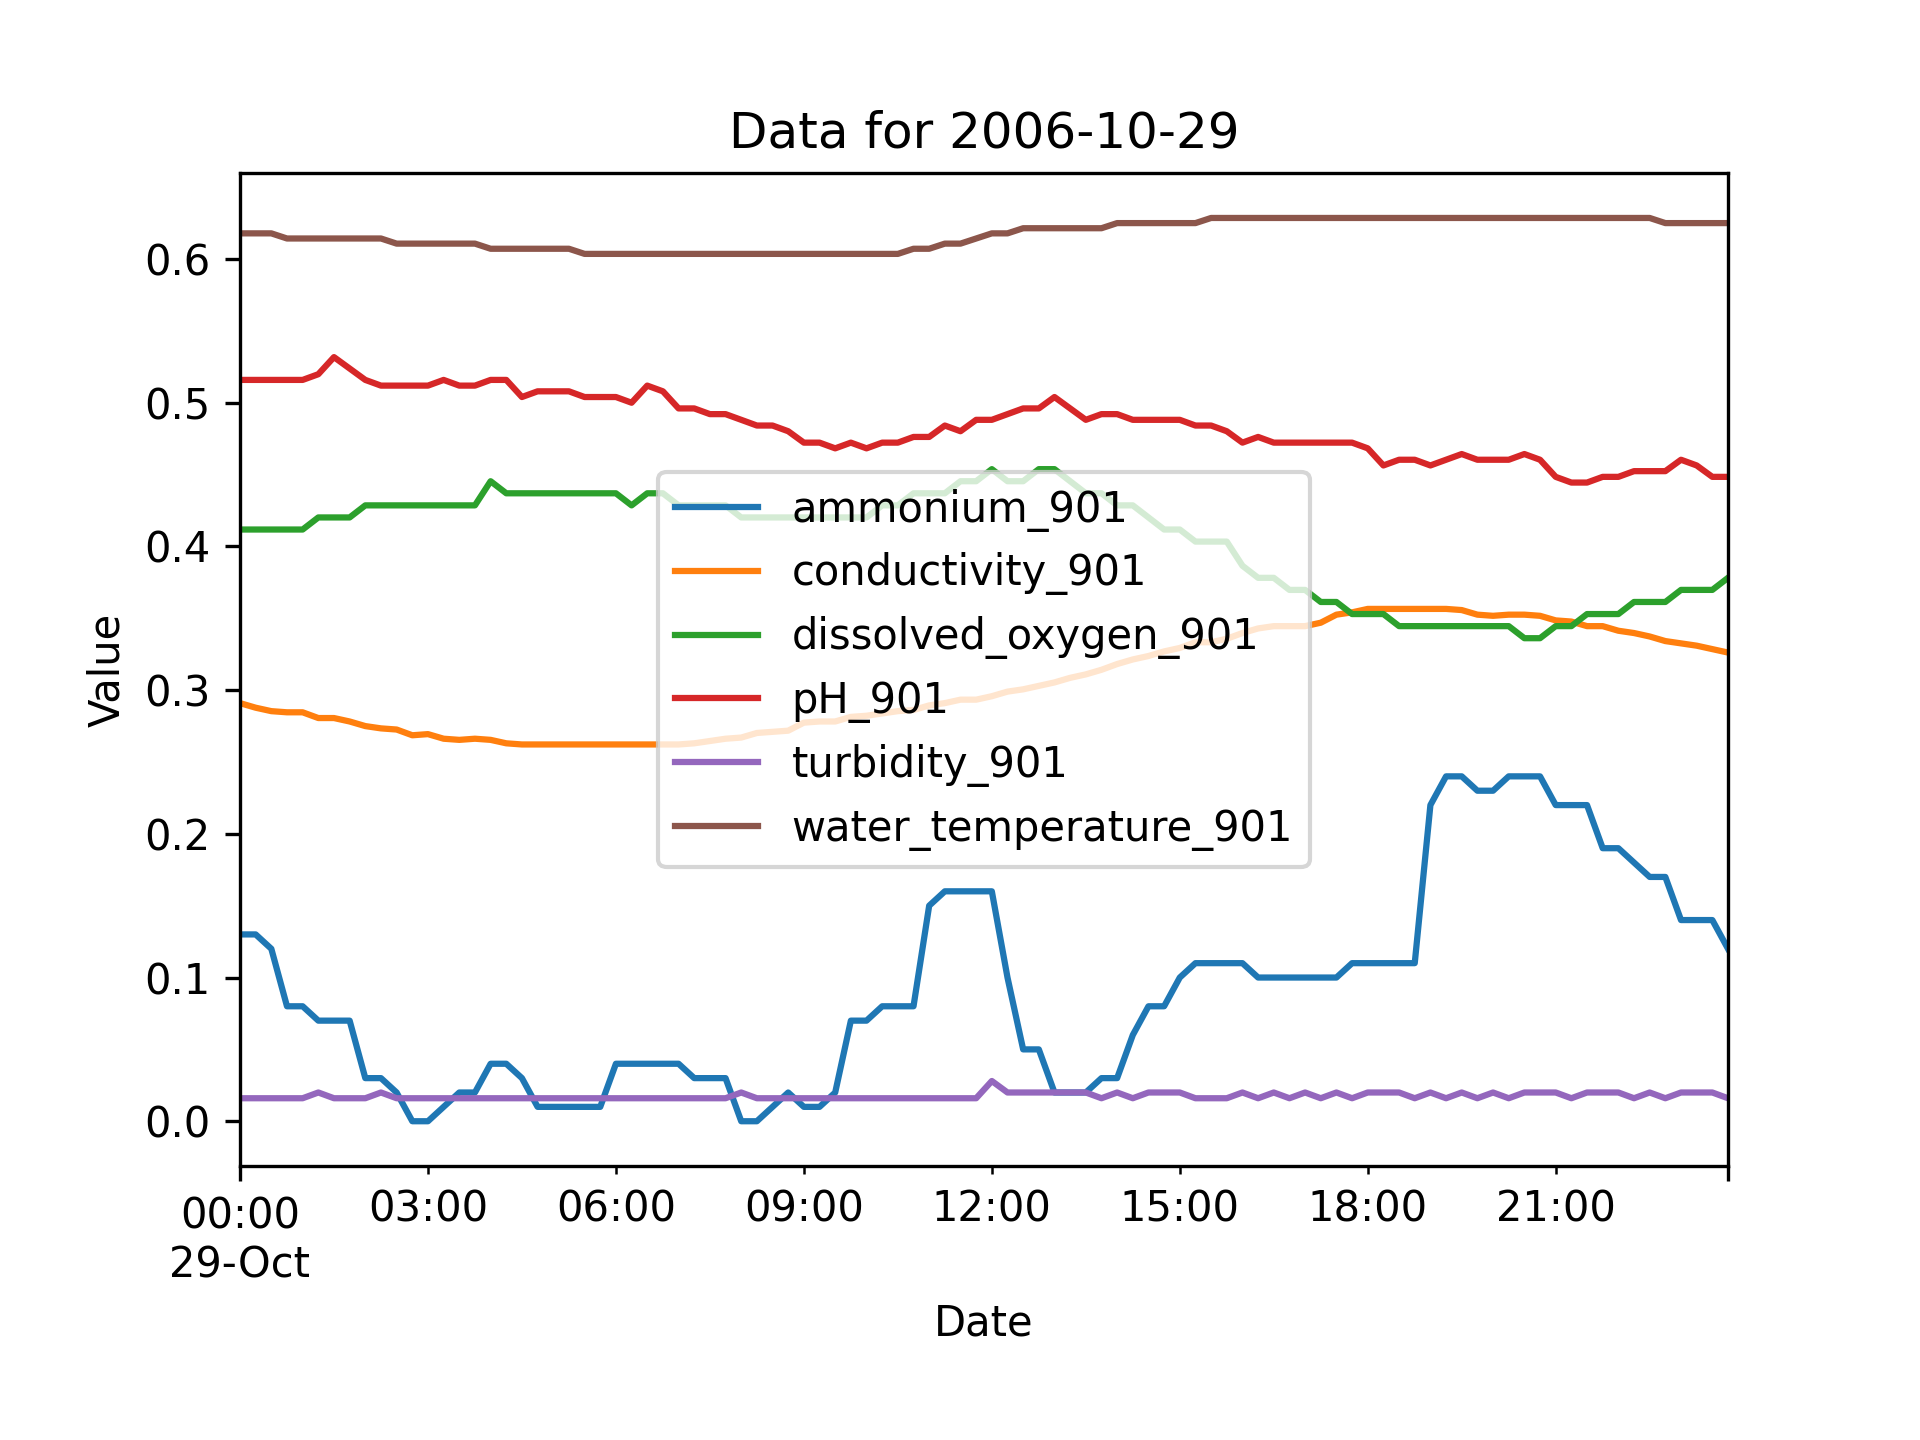 Data for 2006-10-29
Value
0.6
0.5
0.4
0.3
0.2
0.1
0.0
ammonium_901
conductivity_901
dissolved_oxygen_901
pH_901
turbidity_901
water_temperature_901
00:00 03:00 06:00 09:00 12:00 15:00 18:00 21:00
29-Oct
Date